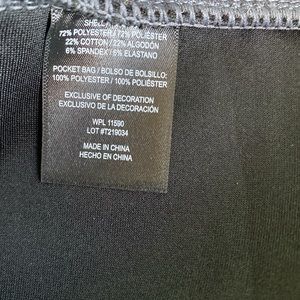 SHELL
72% POLYESTER / 72% POLIÉSTER
22% COTTON / 22% ALGODÓN
6% SPANDEX / 6% ELASTANO
POCKET BAG / BOLSO DE BOLSILLO:
100% POLYESTER / 100% POLIÉSTER
EXCLUSIVE OF DECORATION
EXCLUSIVO DE LA DECORACIÓN
WPL 11590
LOT #T219034
MADE IN CHINA
HECHO EN CHINA